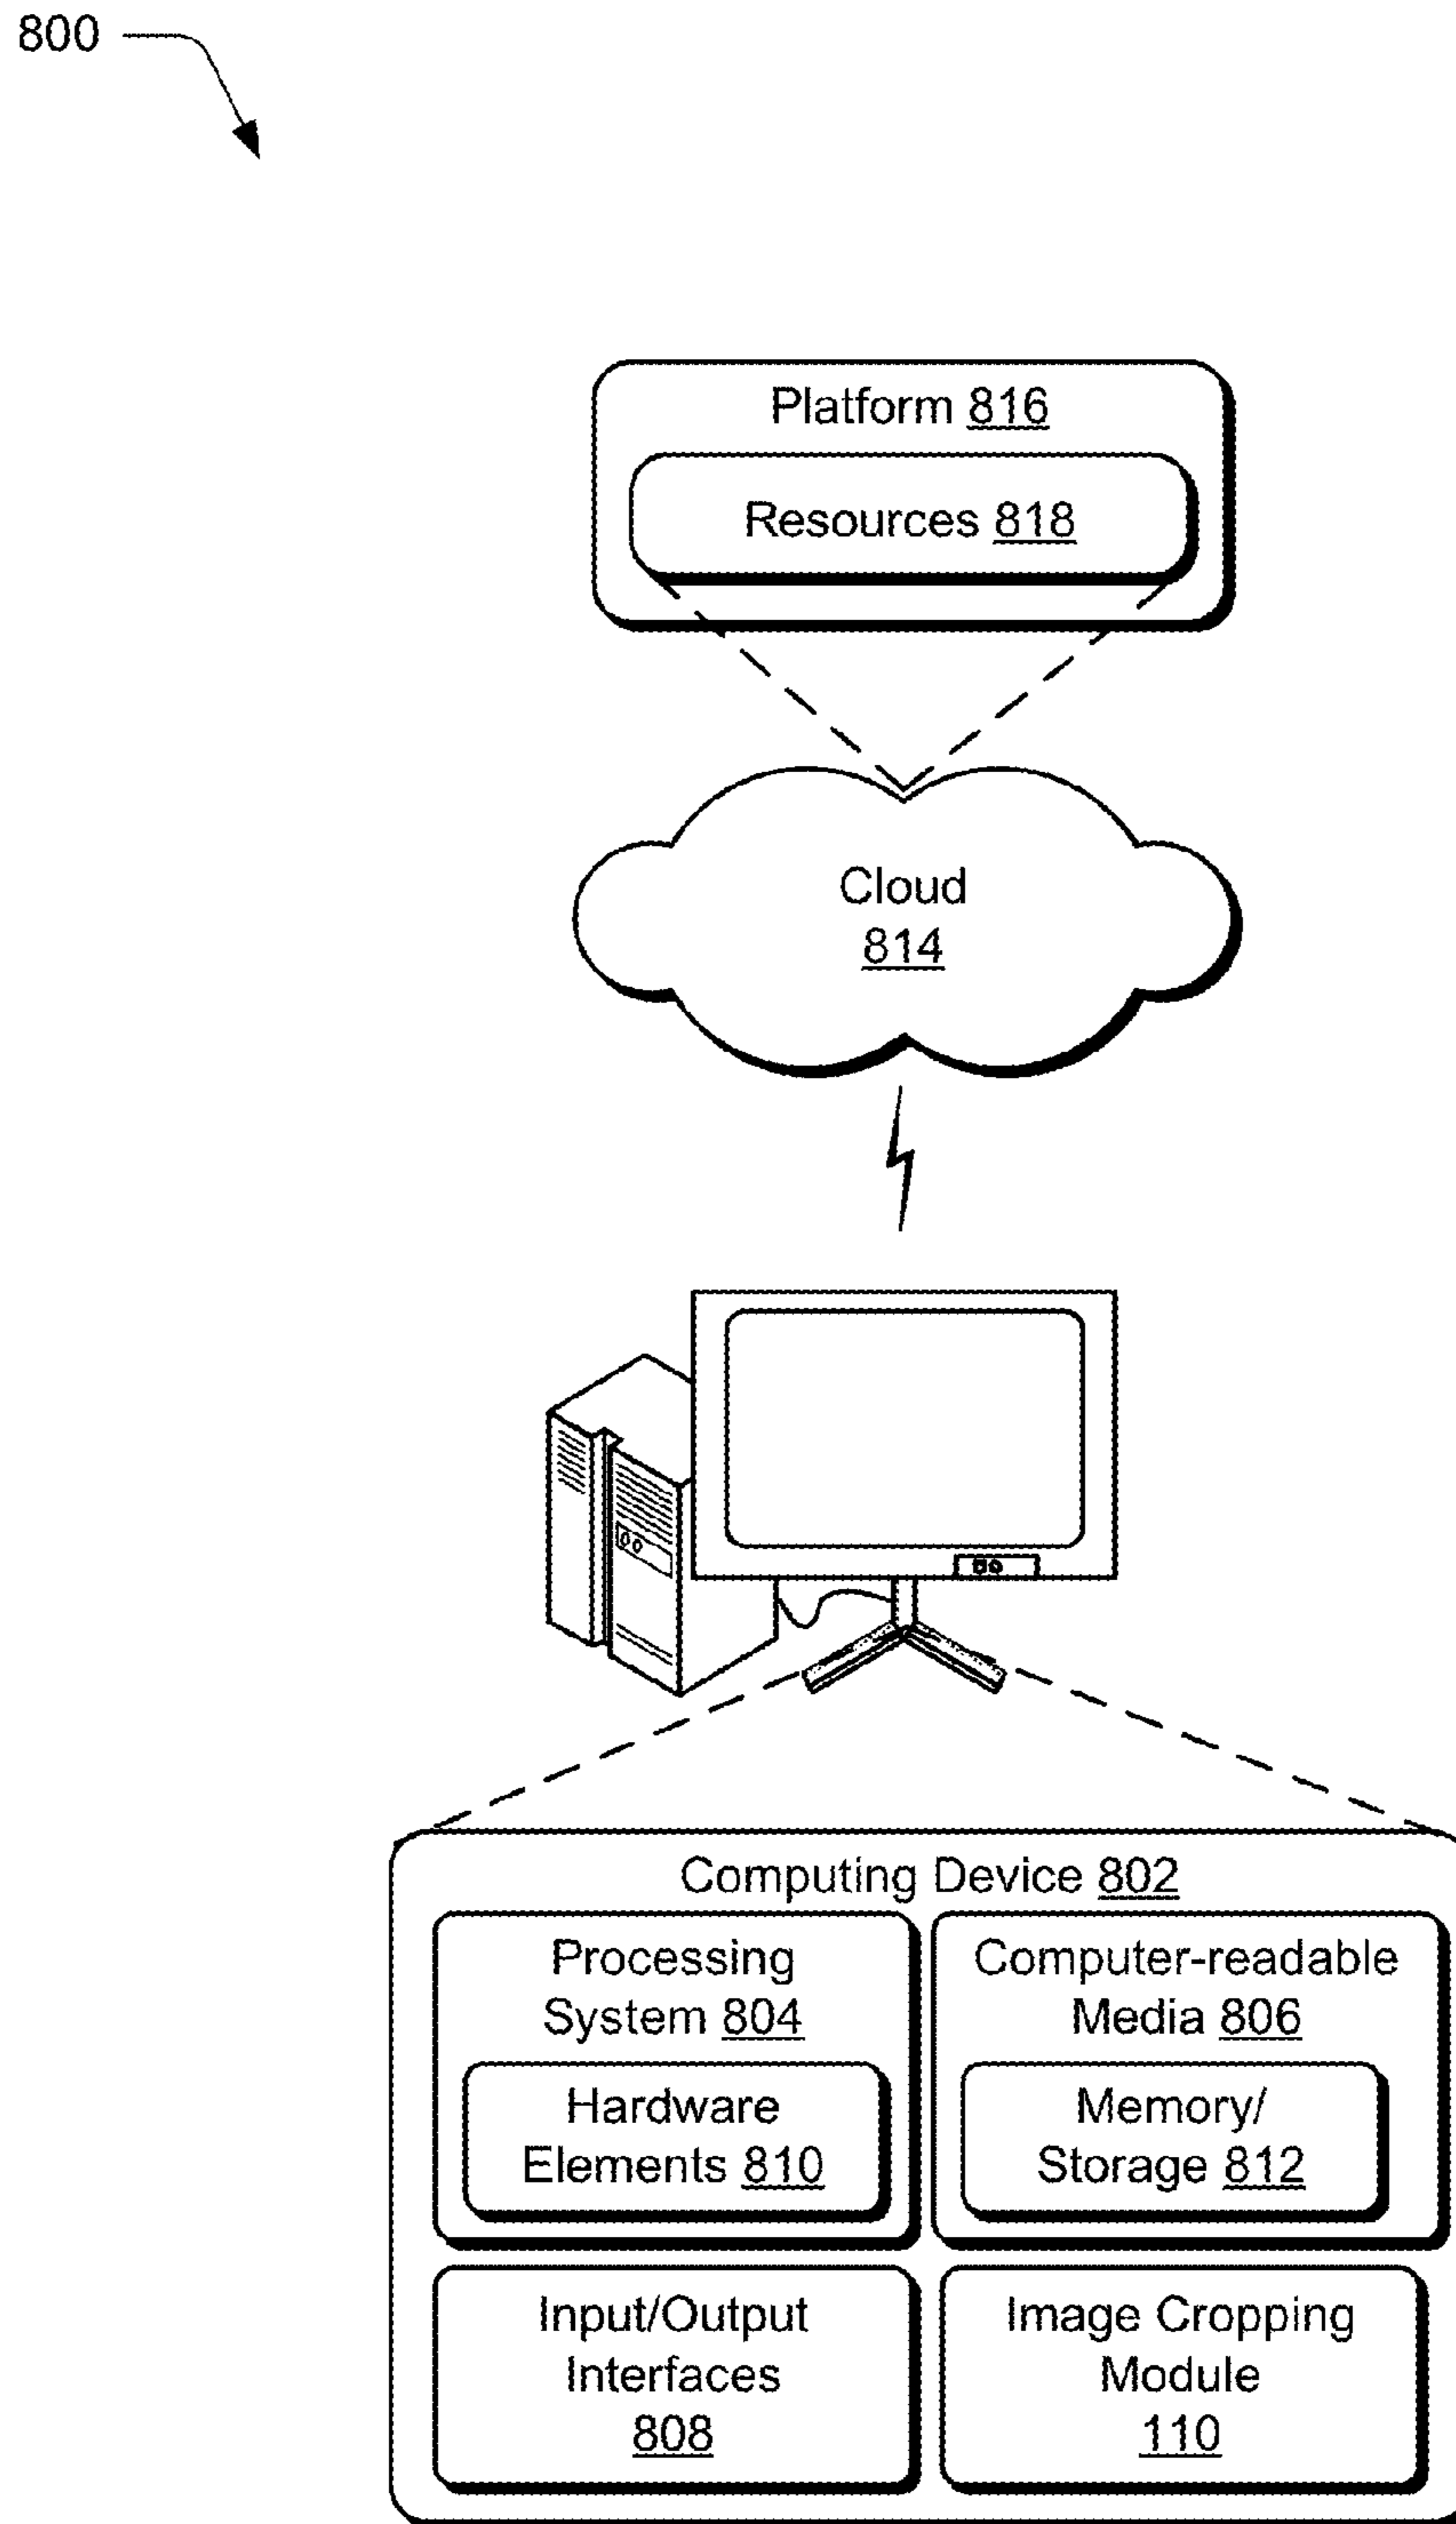 800
Platform 816
Resources 818
Cloud
814
Computing Device 802
Processing
System 804
Hardware
Elements 810
Computer-readable
Media 806
Memory/
Storage 812
Input/Output
Interfaces
808
Image Cropping
Module
110